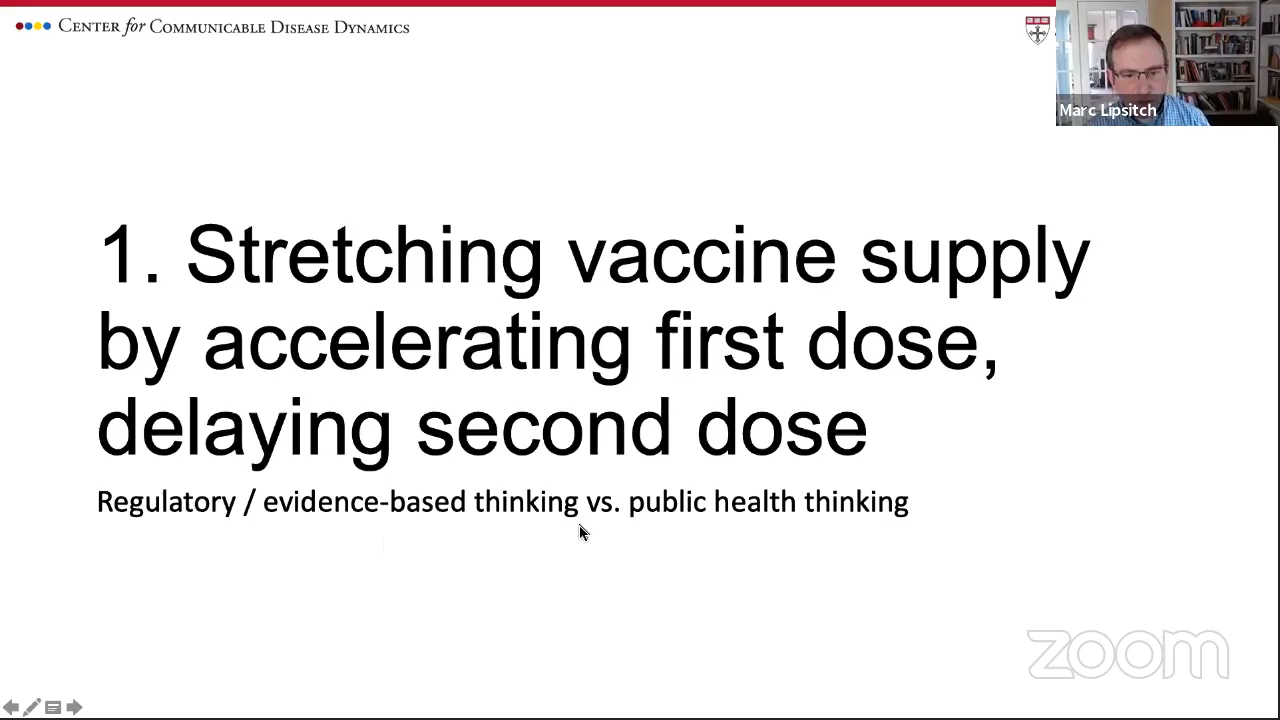 CENTER for COMMUNICABLE DISEASE DYNAMICS
Marc Lipsitch
1. Stretching vaccine supply
by accelerating first dose,
delaying second dose
Regulatory / evidence-based thinking vs. public health thinking
zoom